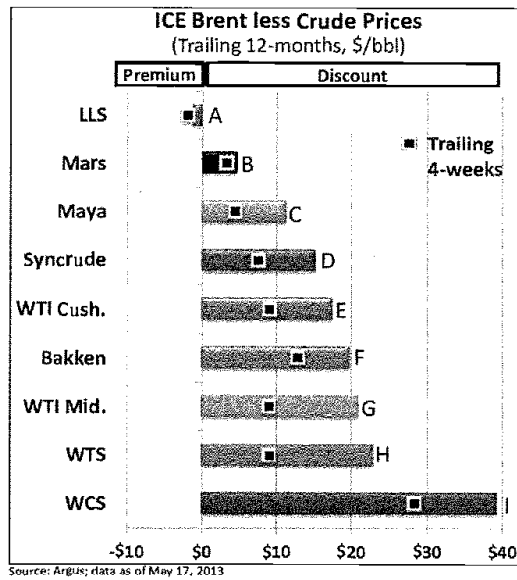 ICE Brent less Crude Prices
(Trailing 12-months, $/bbl)
Premium Discount
LLS A
Trailing
4-weeks
Mars B
Maya C
Syncrude D
WTI Cush. E
Bakken F
WTI Mid. G
WTS H
WCS I
-$10 $0 $10 $20 $30 $40
Source: Argus; data as of May 17, 2013